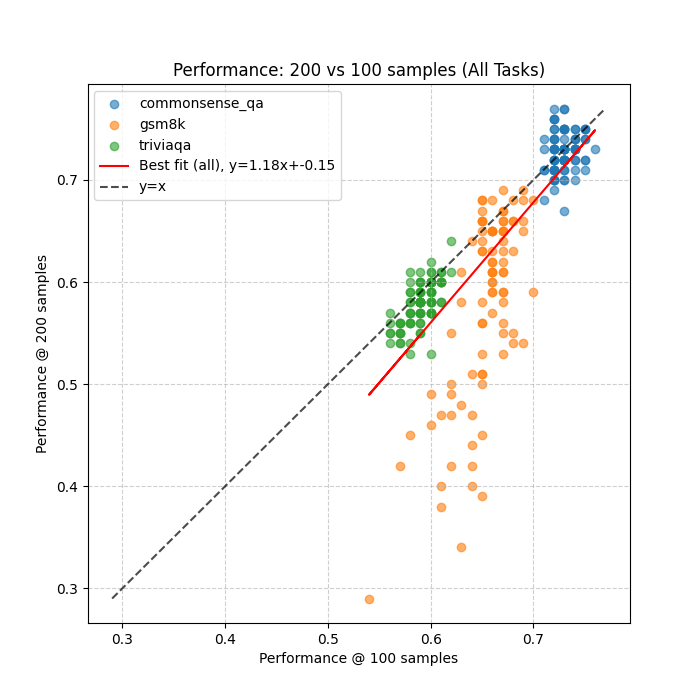 Performance: 200 vs 100 samples (All Tasks)
commonsense_qa
gsm8k
triviaqa
Best fit (all), y=1.18x+-0.15
y=x
0.7
0.6
0.5
0.4
0.3
Performance @ 200 samples
0.3 0.4 0.5 0.6 0.7
Performance @ 100 samples